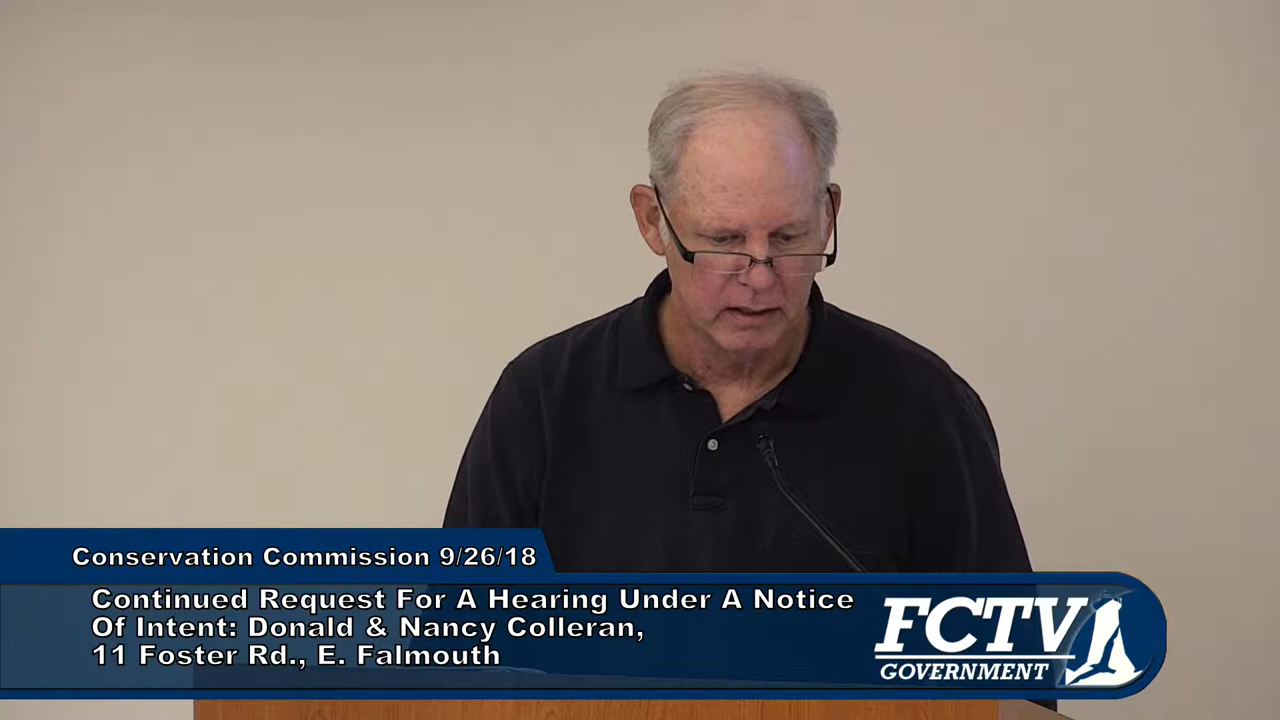 Conservation Commission 9/26/18
Continued Request For A Hearing Under A Notice
Of Intent: Donald & Nancy Colleran,
11 Foster Rd., E. Falmouth
FCTV
GOVERNMENT